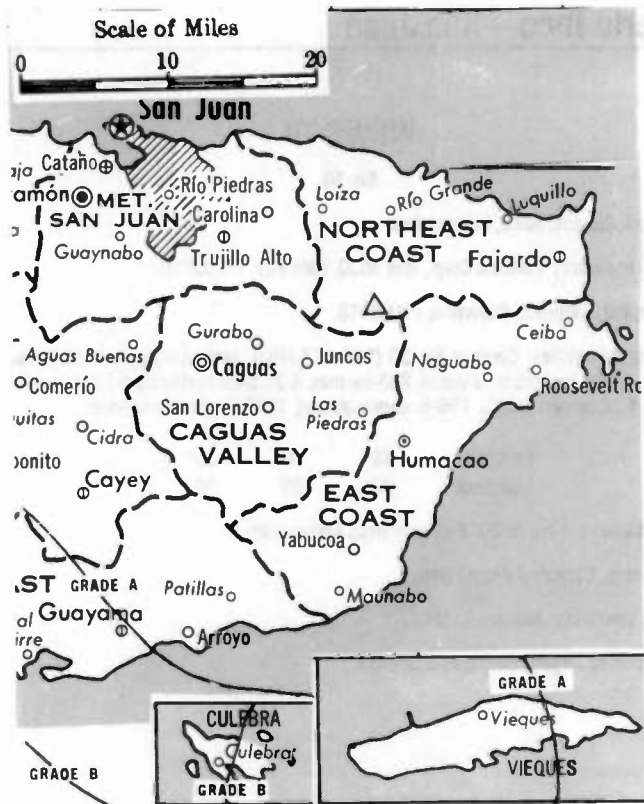 Scale of Miles
0 10 20
San Juan
Cataño
MET. SAN JUAN
Río Piedras
Carolina
Guaynabo
Trujillo Alto
Loíza
Río Grande
Luquillo
NORTHEAST
COAST
Fajardo
Ceiba
Gurabo
Aguas Buenas
Caguas
Juncos
Naguabo
Comerío
San Lorenzo
Las
Piedras
Cidra
CAGUAS
VALLEY
Humacao
Cayey
EAST
COAST
Yabucoa
GRADE A
Patillas
Maunabo
Guayama
Arroyo
GRADE A
CULEBRA
Culebra
Vieques
VIEQUES
GRADE B
GRADE B